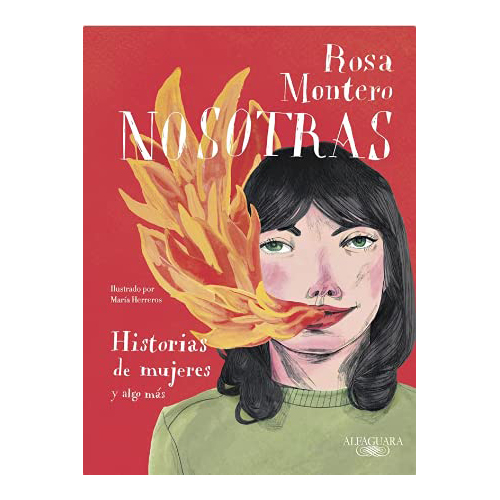 Rosa
Montero
NOSOTRAS
Ilustrado por
María Herreros
Historias
de mujeres
y algo más
ALFAGUARA